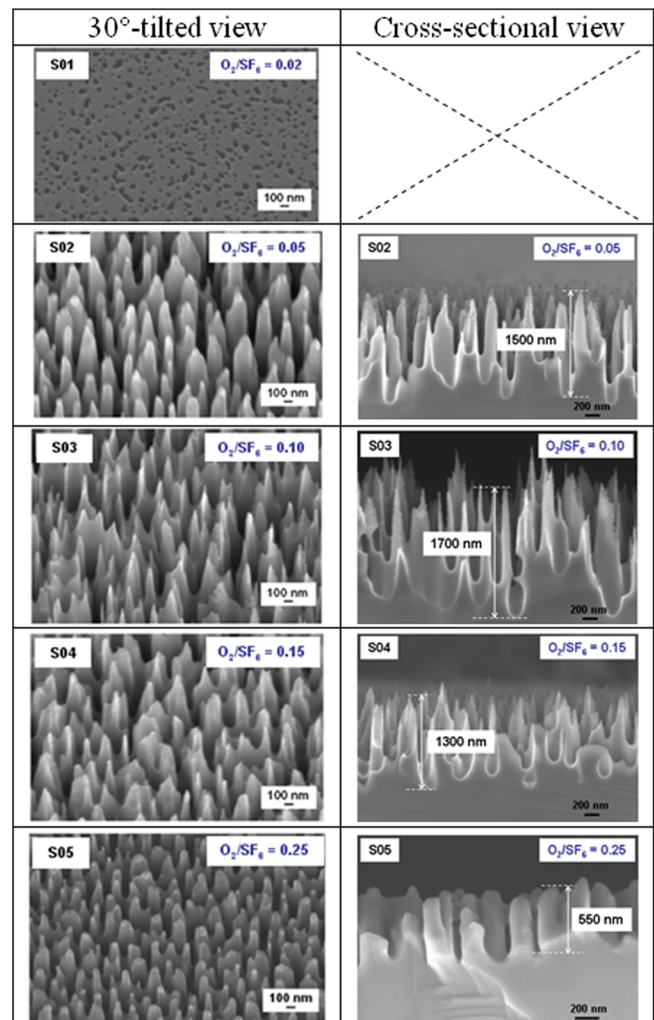 30°-tilted view
Cross-sectional view
S01
O₂/SF₆ = 0.02
100 nm
S02
O₂/SF₆ = 0.05
100 nm
S02
O₂/SF₆ = 0.05
1500 nm
200 nm
S03
O₂/SF₆ = 0.10
100 nm
S03
O₂/SF₆ = 0.10
1700 nm
200 nm
S04
O₂/SF₆ = 0.15
100 nm
S04
O₂/SF₆ = 0.15
1300 nm
200 nm
S05
O₂/SF₆ = 0.25
100 nm
S05
O₂/SF₆ = 0.25
550 nm
200 nm